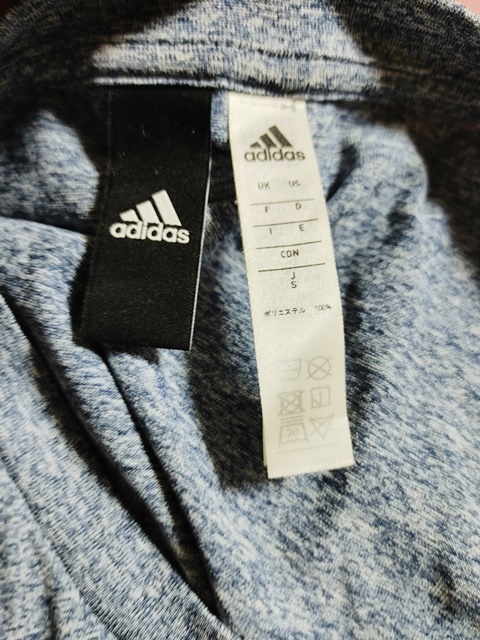 adidas
adidas
UK US
F D
I E
CDN
J
S
ポリエステル 100%